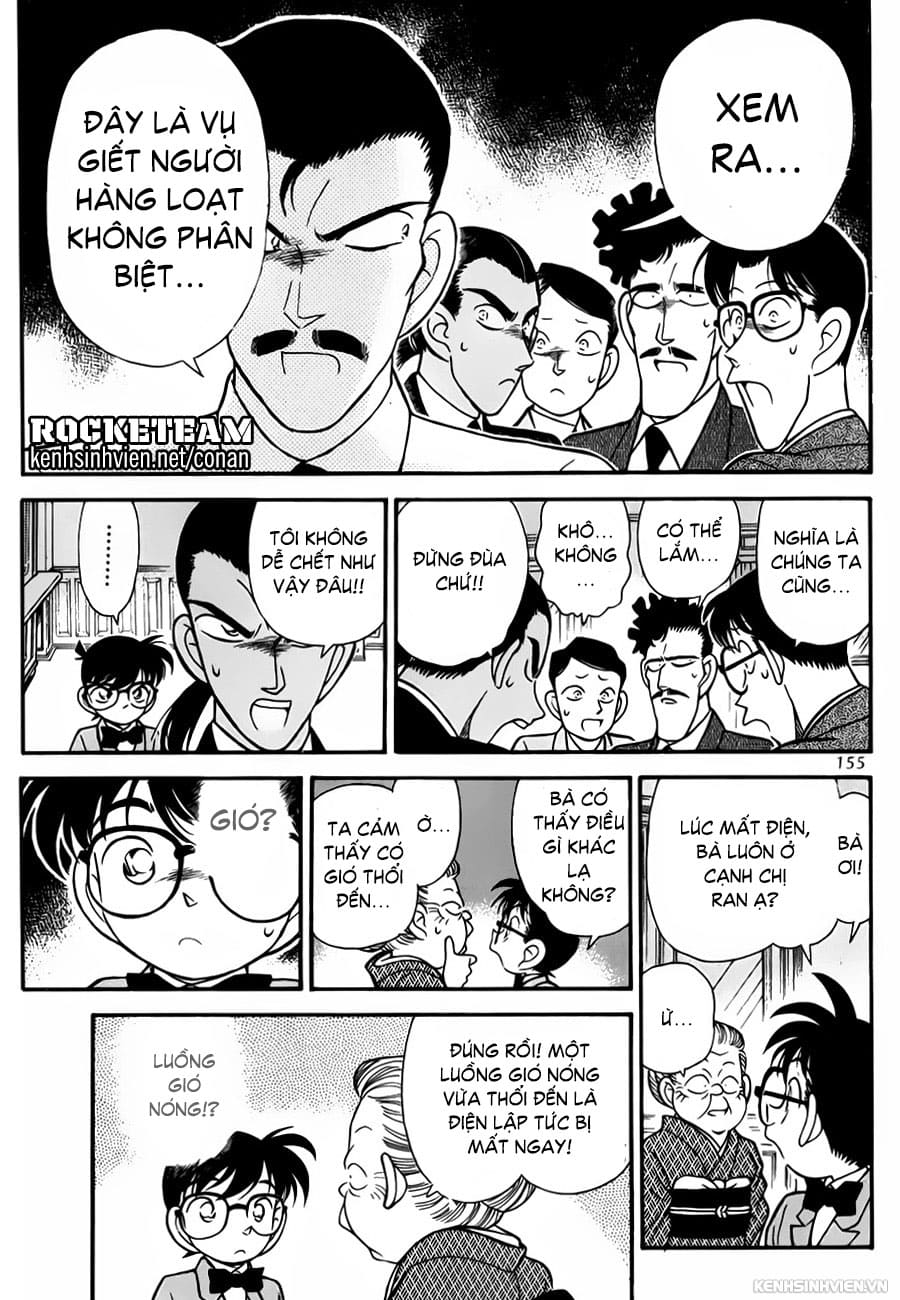 XEM
RA...
ĐÂY LÀ VỤ
GIẾT NGƯỜI
HÀNG LOẠT
KHÔNG PHÂN
BIỆT...
ROCKETEAM
kenhsinhvien.net/conan
NGHĨA LÀ
CHÚNG TA
CŨNG...
CÓ THỂ
LẮM...
KHÔ...
KHÔNG
...
ĐỪNG ĐÙA
CHỨ!!
TÔI KHÔNG
DỄ CHẾT NHƯ
VẬY ĐÂU!!
.........
155
BÀ
ƠI!
LÚC MẤT ĐIỆN,
BÀ LUÔN Ở
CẠNH CHỊ
RAN Ạ?
Ừ...
BÀ CÓ
THẤY ĐIỀU
GÌ KHÁC
LẠ
KHÔNG?
Ờ...
TA CẢM
THẤY CÓ
GIÓ THỔI
ĐẾN...
GIÓ?
ĐÚNG RỒI! MỘT
LUỒNG GIÓ NÓNG
VỪA THỔI ĐẾN LÀ
ĐIỆN LẬP TỨC BỊ
MẤT NGAY!
LUỒNG
GIÓ
NÓNG!?
KENHSINHVIEN.VN